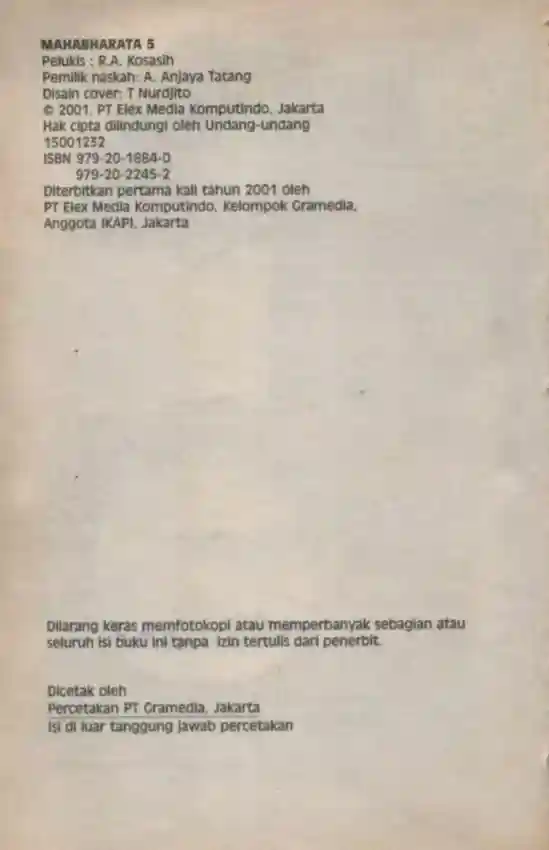 MAHABHARATA 5
Pelukis : R.A. Kosasih
Pemilik naskah: A. Anjaya Tatang
Disain cover: T Nurdjito
© 2001, PT Elex Media Komputindo, Jakarta
Hak cipta dilindungi oleh Undang-undang
15001232
ISBN 979-20-1884-0
979-20-2245-2
Diterbitkan pertama kali tahun 2001 oleh
PT Elex Media Komputindo, Kelompok Gramedia,
Anggota IKAPI, Jakarta
Dilarang keras memfotokopi atau memperbanyak sebagian atau
seluruh isi buku ini tanpa izin tertulis dari penerbit.
Dicetak oleh
Percetakan PT Gramedia, Jakarta
Isi di luar tanggung jawab percetakan